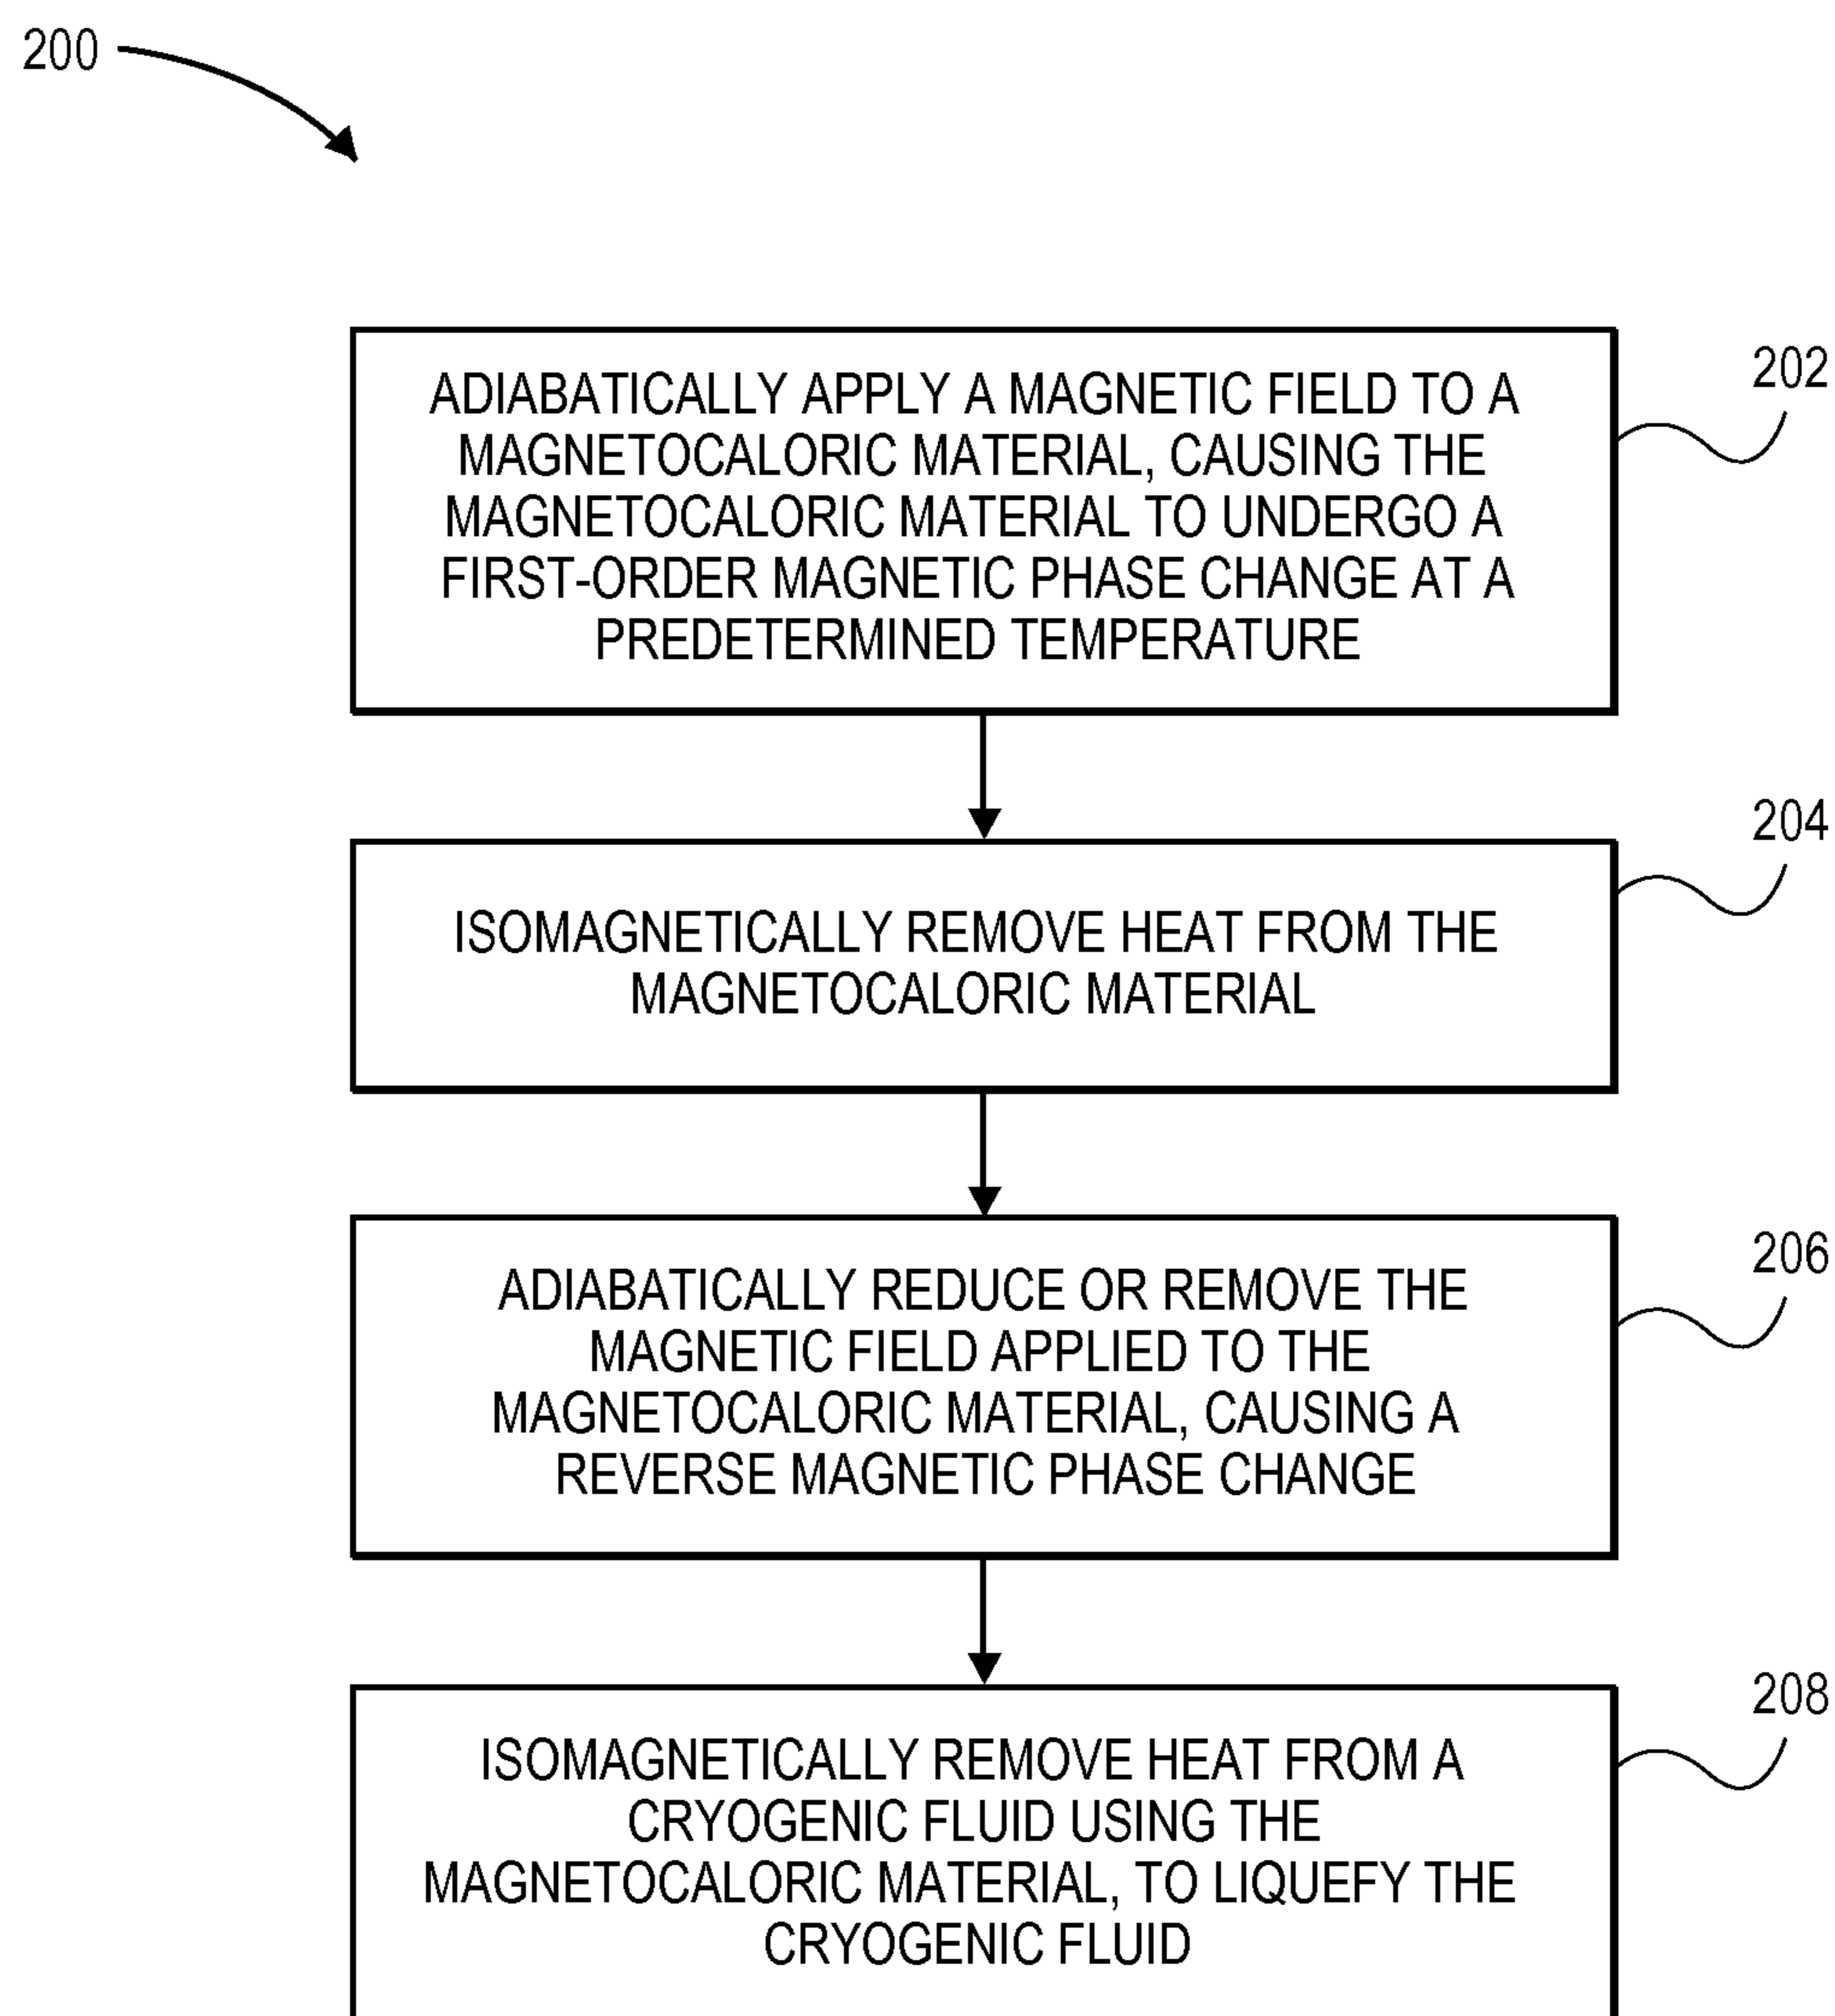 200
ADIABATICALLY APPLY A MAGNETIC FIELD TO A
MAGNETOCALORIC MATERIAL, CAUSING THE
MAGNETOCALORIC MATERIAL TO UNDERGO A
FIRST-ORDER MAGNETIC PHASE CHANGE AT A
PREDETERMINED TEMPERATURE
202
ISOMAGNETICALLY REMOVE HEAT FROM THE
MAGNETOCALORIC MATERIAL
204
ADIABATICALLY REDUCE OR REMOVE THE
MAGNETIC FIELD APPLIED TO THE
MAGNETOCALORIC MATERIAL, CAUSING A
REVERSE MAGNETIC PHASE CHANGE
206
ISOMAGNETICALLY REMOVE HEAT FROM A
CRYOGENIC FLUID USING THE
MAGNETOCALORIC MATERIAL, TO LIQUEFY THE
CRYOGENIC FLUID
208